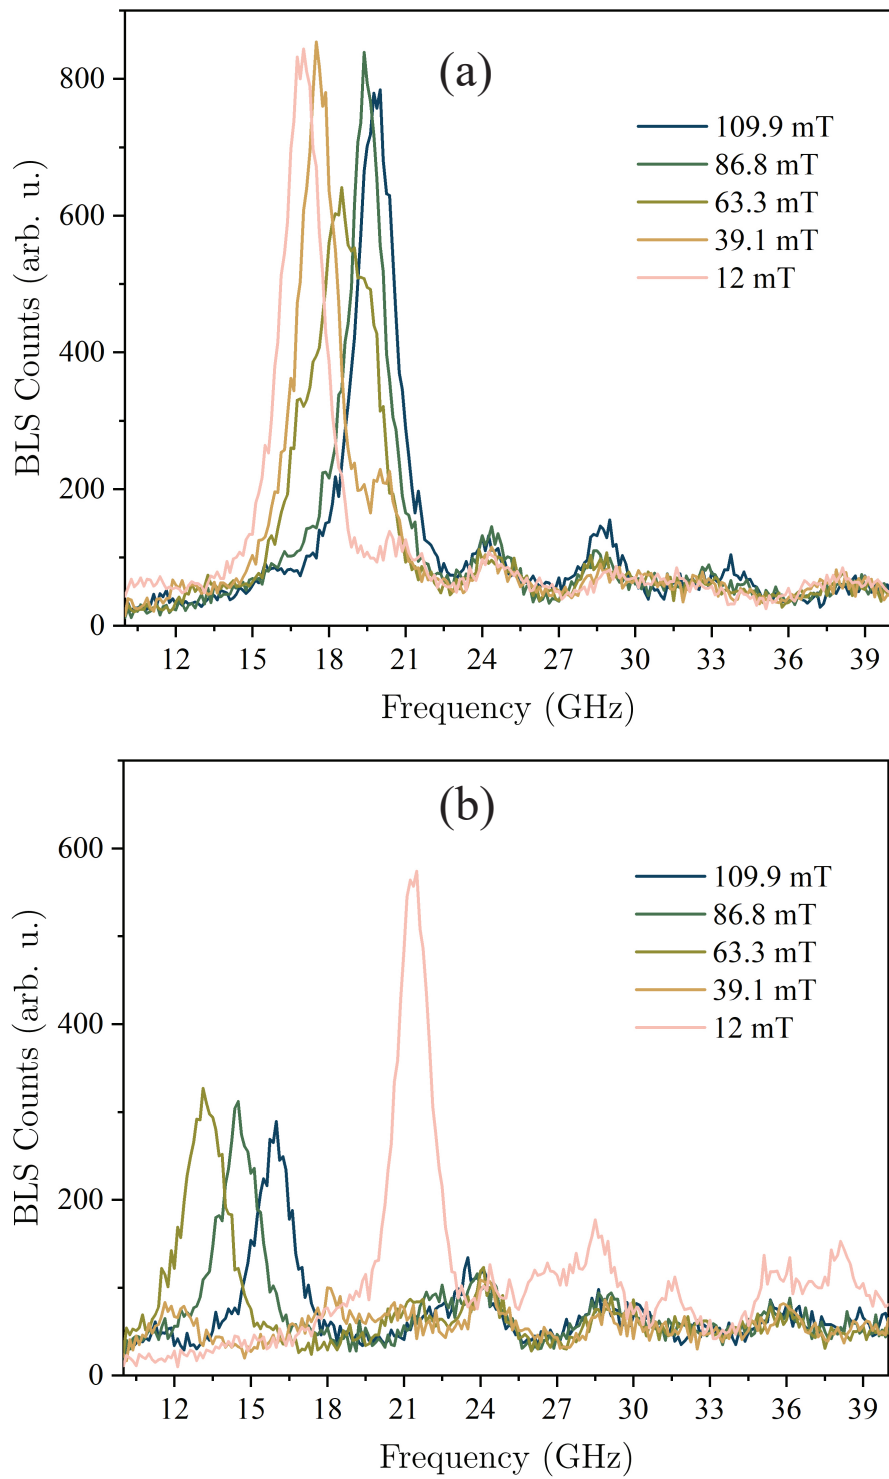 (a)
800
600
400
200
0
BLS Counts (arb. u.)
109.9 mT
86.8 mT
63.3 mT
39.1 mT
12 mT
12 15 18 21 24 27 30 33 36 39
Frequency (GHz)
(b)
600
400
200
0
BLS Counts (arb. u.)
109.9 mT
86.8 mT
63.3 mT
39.1 mT
12 mT
12 15 18 21 24 27 30 33 36 39
Frequency (GHz)